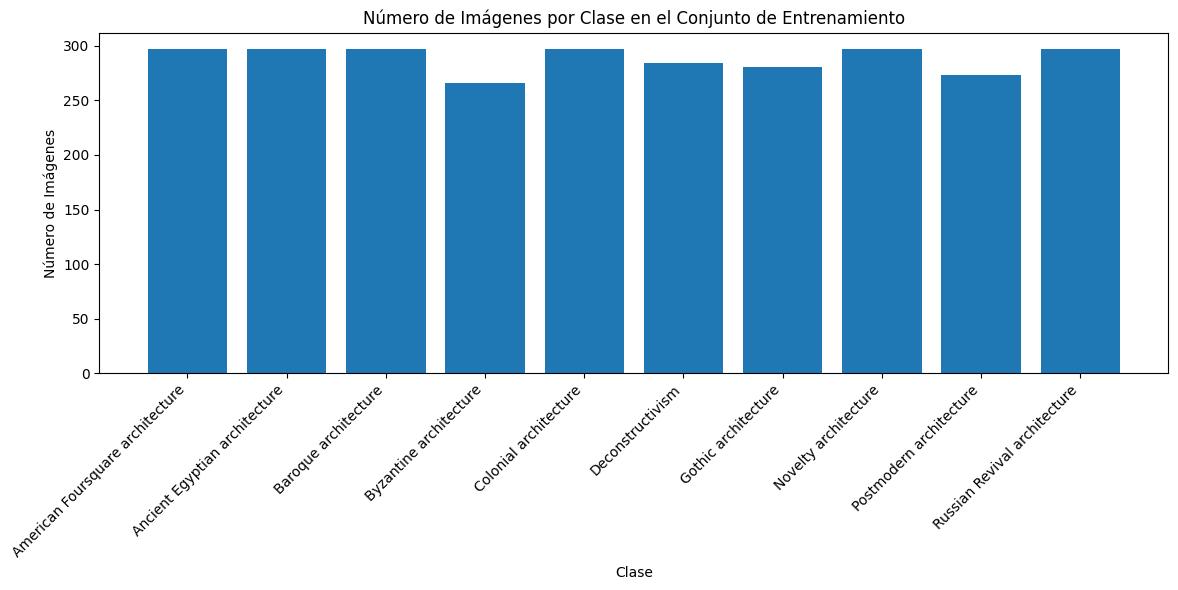 Número de Imágenes por Clase en el Conjunto de Entrenamiento
Número de Imágenes
300
250
200
150
100
50
0
American Foursquare architecture
Ancient Egyptian architecture
Baroque architecture
Byzantine architecture
Colonial architecture
Deconstructivism
Gothic architecture
Novelty architecture
Postmodern architecture
Russian Revival architecture
Clase